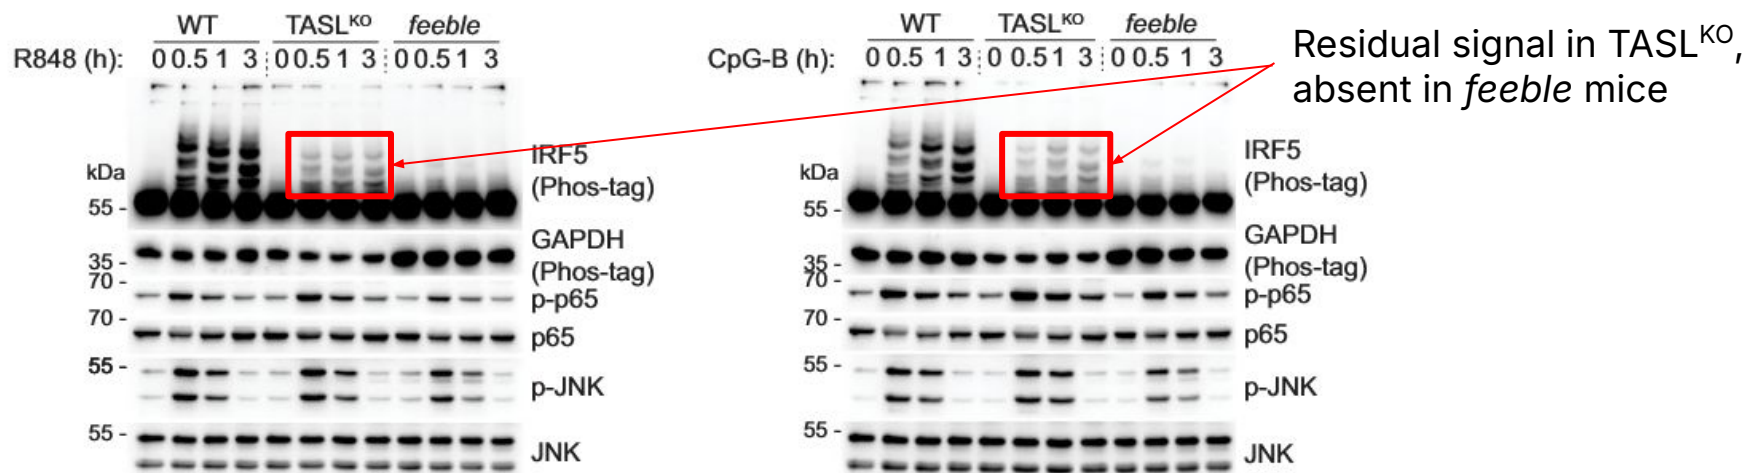 WT TASLᴷᴼ feeble
R848 (h): 0 0.5 1 3 0 0.5 1 3 0 0.5 1 3
kDa
55 -
IRF5
(Phos-tag)
35 -
GAPDH
(Phos-tag)
70 -
p-p65
70 -
p65
55 -
p-JNK
55 -
JNK
WT TASLᴷᴼ feeble
CpG-B (h): 0 0.5 1 3 0 0.5 1 3 0 0.5 1 3
kDa
55 -
IRF5
(Phos-tag)
35 -
GAPDH
(Phos-tag)
70 -
p-p65
70 -
p65
55 -
p-JNK
55 -
JNK
Residual signal in TASLᴷᴼ,
absent in feeble mice